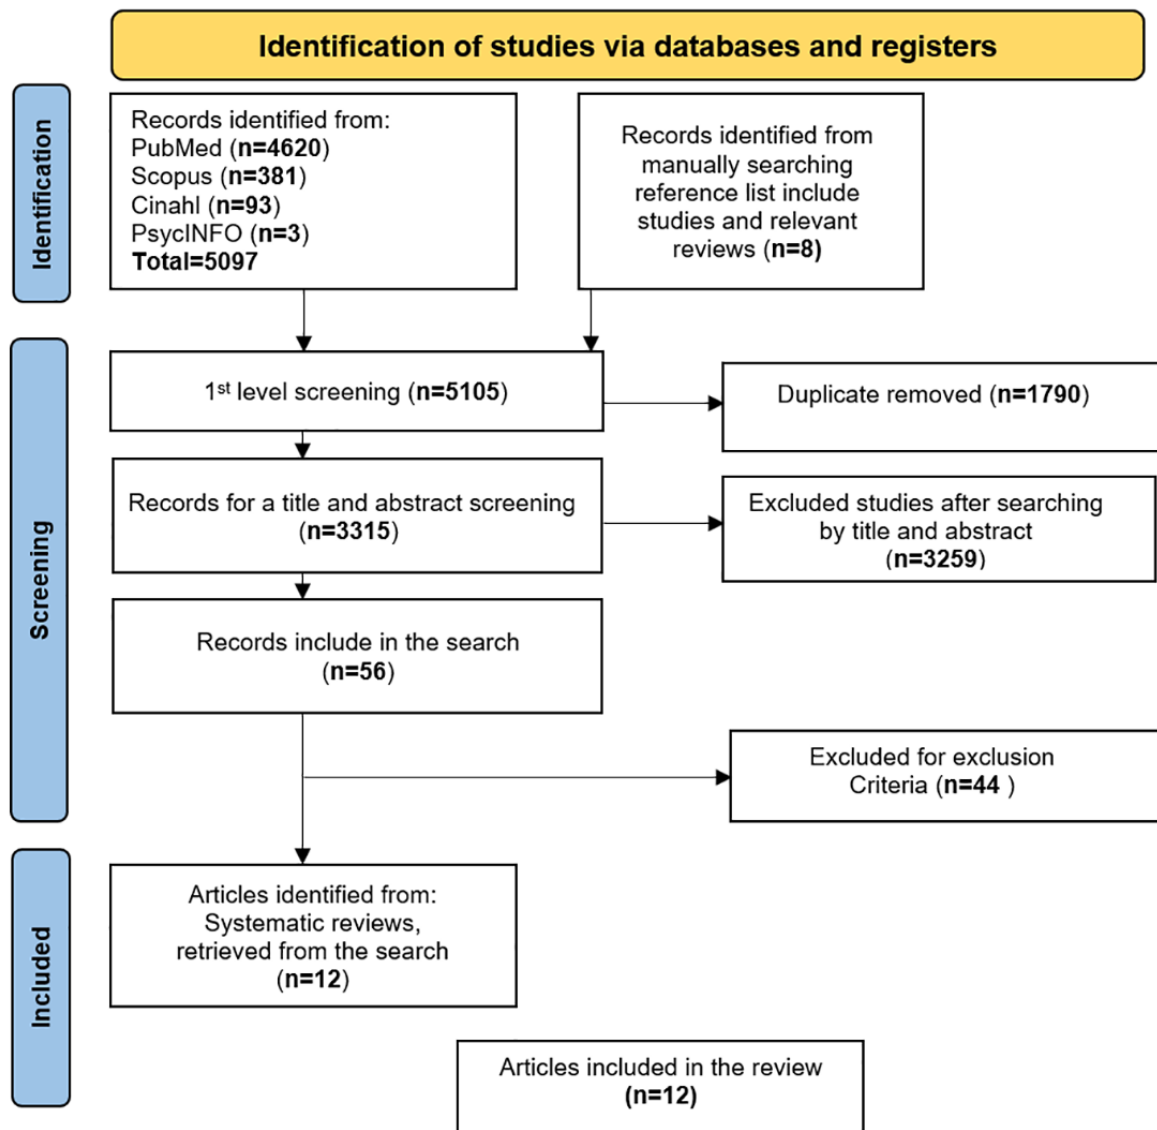 Identification of studies via databases and registers
Identification
Records identified from:
PubMed (n=4620)
Scopus (n=381)
Cinahl (n=93)
PsycINFO (n=3)
Total=5097
Records identified from
manually searching
reference list include
studies and relevant
reviews (n=8)
Screening
1st level screening (n=5105)
Duplicate removed (n=1790)
Records for a title and abstract screening
(n=3315)
Excluded studies after searching
by title and abstract
(n=3259)
Records include in the search
(n=56)
Excluded for exclusion
Criteria (n=44 )
Included
Articles identified from:
Systematic reviews,
retrieved from the search
(n=12)
Articles included in the review
(n=12)